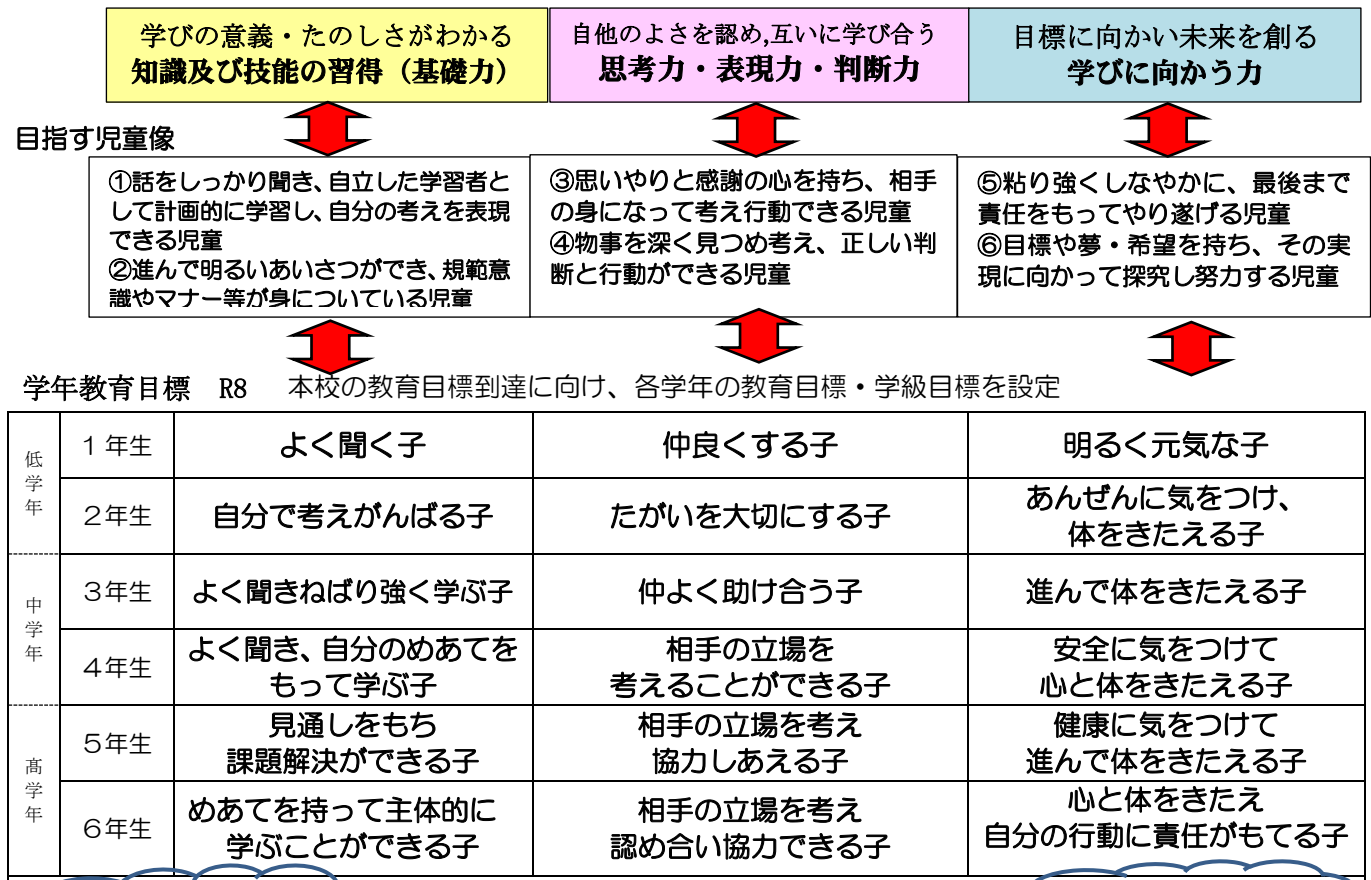 学びの意義・たのしさがわかる
知識及び技能の習得（基礎力）
自他のよさを認め,互いに学び合う
思考力・表現力・判断力
目標に向かい未来を創る
学びに向かう力
目指す児童像
①話をしっかり聞き、自立した学習者と
して計画的に学習し、自分の考えを表現
できる児童
②進んで明るいあいさつができ、規範意
識やマナー等が身についている児童
③思いやりと感謝の心を持ち、相手
の身になって考え行動できる児童
④物事を深く見つめ考え、正しい判
断と行動ができる児童
⑤粘り強くしなやかに、最後まで
責任をもってやり遂げる児童
⑥目標や夢・希望を持ち、その実
現に向かって探究し努力する児童
学年教育目標　R8　本校の教育目標到達に向け、各学年の教育目標・学級目標を設定
低学年
１年生
よく聞く子
仲良くする子
明るく元気な子
２年生
自分で考えがんばる子
たがいを大切にする子
あんぜんに気をつけ、
体をきたえる子
中学年
３年生
よく聞きねばり強く学ぶ子
仲よく助け合う子
進んで体をきたえる子
４年生
よく聞き、自分のめあてを
もって学ぶ子
相手の立場を
考えることができる子
安全に気をつけて
心と体をきたえる子
髙学年
５年生
見通しをもち
課題解決ができる子
相手の立場を考え
協力しあえる子
健康に気をつけて
進んで体をきたえる子
６年生
めあてを持って主体的に
学ぶことができる子
相手の立場を考え
認め合い協力できる子
心と体をきたえ
自分の行動に責任がもてる子